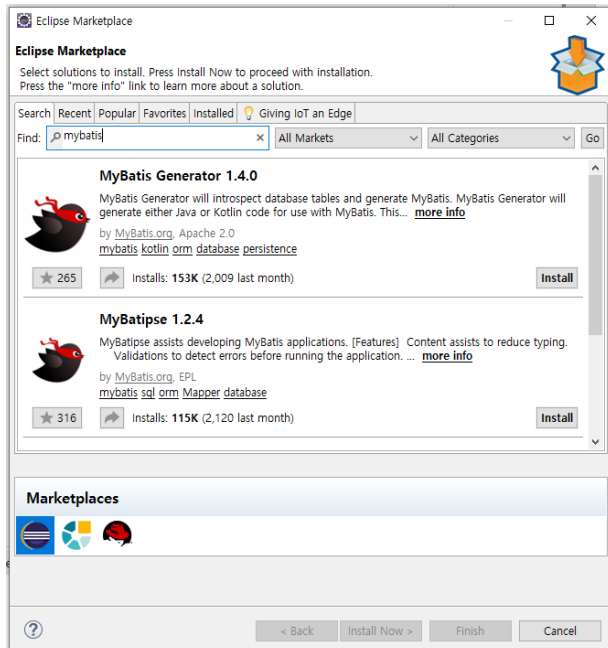 Eclipse Marketplace
Eclipse Marketplace
Select solutions to install. Press Install Now to proceed with installation.
Press the "more info" link to learn more about a solution.
Search Recent Popular Favorites Installed Giving IoT an Edge
Find: mybatis All Markets All Categories Go
MyBatis Generator 1.4.0
MyBatis Generator will introspect database tables and generate MyBatis. MyBatis Generator will
generate either Java or Kotlin code for use with MyBatis. This... more info
by MyBatis.org, Apache 2.0
mybatis kotlin orm database persistence
265 Installs: 153K (2,009 last month) Install
MyBatipse 1.2.4
MyBatipse assists developing MyBatis applications. [Features] Content assists to reduce typing.
Validations to detect errors before running the application. ... more info
by MyBatis.org, EPL
mybatis sql orm Mapper database
316 Installs: 115K (2,120 last month) Install
Marketplaces
? < Back Install Now > Finish Cancel